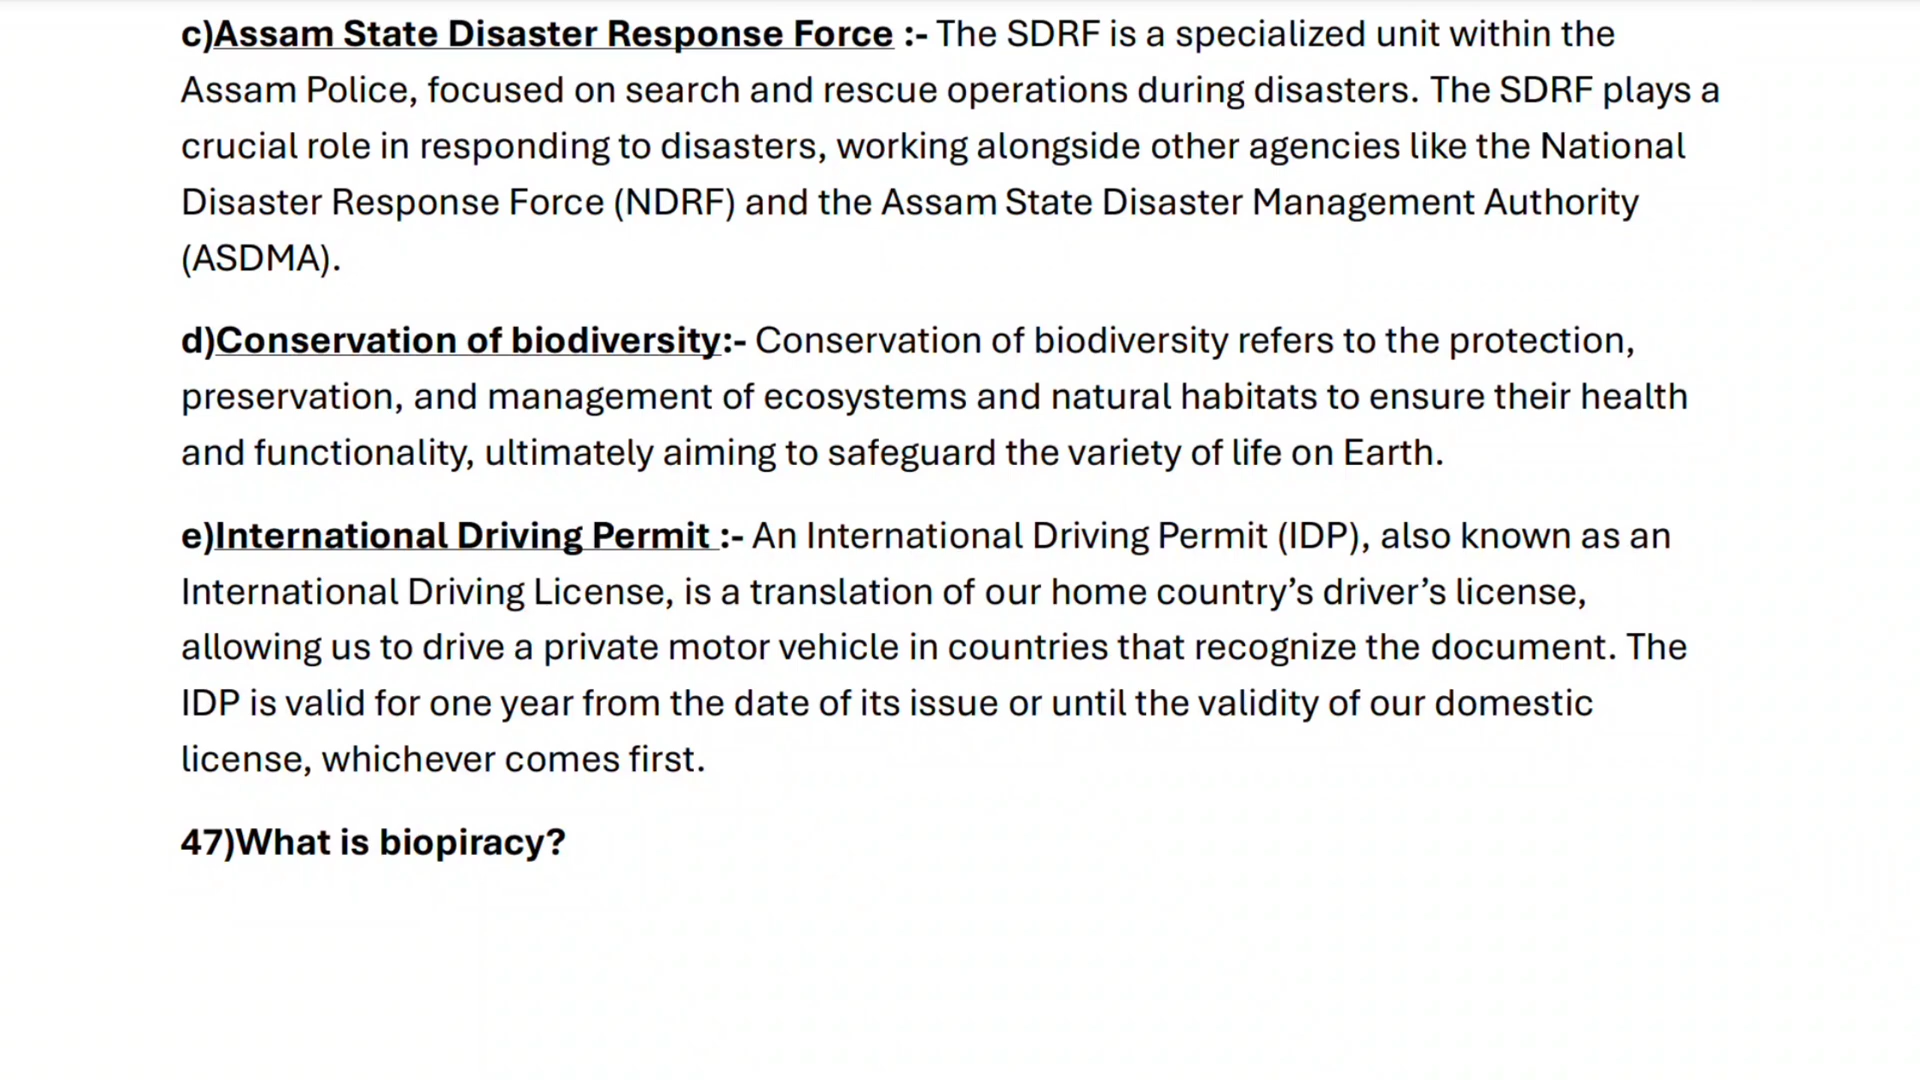 c)Assam State Disaster Response Force :- The SDRF is a specialized unit within the
Assam Police, focused on search and rescue operations during disasters. The SDRF plays a
crucial role in responding to disasters, working alongside other agencies like the National
Disaster Response Force (NDRF) and the Assam State Disaster Management Authority
(ASDMA).
d)Conservation of biodiversity:- Conservation of biodiversity refers to the protection,
preservation, and management of ecosystems and natural habitats to ensure their health
and functionality, ultimately aiming to safeguard the variety of life on Earth.
e)International Driving Permit :- An International Driving Permit (IDP), also known as an
International Driving License, is a translation of our home country’s driver’s license,
allowing us to drive a private motor vehicle in countries that recognize the document. The
IDP is valid for one year from the date of its issue or until the validity of our domestic
license, whichever comes first.
47)What is biopiracy?